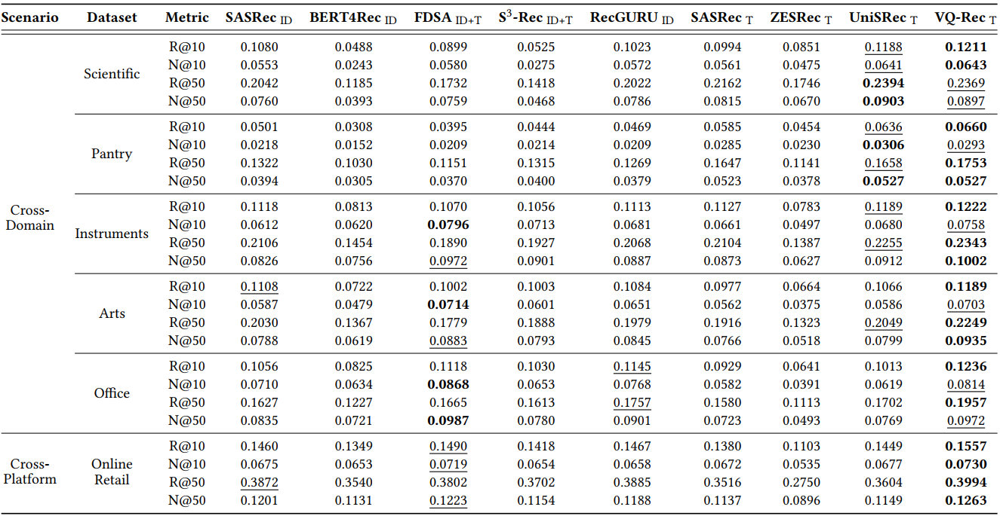 Scenario Dataset Metric SASRec ID BERT4Rec ID FDSA ID+T S³-Rec ID+T RecGURU ID SASRec T ZESRec T UniSRec T VQ-Rec T
R@10 0.1080 0.0488 0.0899 0.0525 0.1023 0.0994 0.0851 0.1188 0.1211
N@10 0.0553 0.0243 0.0580 0.0275 0.0572 0.0561 0.0475 0.0641 0.0643
Scientific
R@50 0.2042 0.1185 0.1732 0.1418 0.2022 0.2162 0.1746 0.2394 0.2369
N@50 0.0760 0.0393 0.0759 0.0468 0.0786 0.0815 0.0670 0.0903 0.0897
R@10 0.0501 0.0308 0.0395 0.0444 0.0469 0.0585 0.0454 0.0636 0.0660
N@10 0.0218 0.0152 0.0209 0.0214 0.0209 0.0285 0.0230 0.0306 0.0293
Pantry
R@50 0.1322 0.1030 0.1151 0.1315 0.1269 0.1647 0.1141 0.1658 0.1753
N@50 0.0394 0.0305 0.0370 0.0400 0.0379 0.0523 0.0378 0.0527 0.0527
R@10 0.1118 0.0813 0.1070 0.1056 0.1113 0.1127 0.0783 0.1189 0.1222
Cross-
Domain
N@10 0.0612 0.0620 0.0796 0.0713 0.0681 0.0661 0.0497 0.0680 0.0758
Instruments
R@50 0.2106 0.1454 0.1890 0.1927 0.2068 0.2104 0.1387 0.2255 0.2343
N@50 0.0826 0.0756 0.0972 0.0901 0.0887 0.0873 0.0627 0.0912 0.1002
R@10 0.1108 0.0722 0.1002 0.1003 0.1084 0.0977 0.0664 0.1066 0.1189
N@10 0.0587 0.0479 0.0714 0.0601 0.0651 0.0562 0.0375 0.0586 0.0703
Arts
R@50 0.2030 0.1367 0.1779 0.1888 0.1979 0.1916 0.1323 0.2049 0.2249
N@50 0.0788 0.0619 0.0883 0.0793 0.0845 0.0766 0.0518 0.0799 0.0935
R@10 0.1056 0.0825 0.1118 0.1030 0.1145 0.0929 0.0641 0.1013 0.1236
N@10 0.0710 0.0634 0.0868 0.0653 0.0768 0.0582 0.0391 0.0619 0.0814
Office
R@50 0.1627 0.1227 0.1665 0.1613 0.1757 0.1580 0.1113 0.1702 0.1957
N@50 0.0835 0.0721 0.0987 0.0780 0.0901 0.0723 0.0493 0.0769 0.0972
R@10 0.1460 0.1349 0.1490 0.1418 0.1467 0.1380 0.1103 0.1449 0.1557
Cross-
Platform
Online
Retail
N@10 0.0675 0.0653 0.0719 0.0654 0.0658 0.0672 0.0535 0.0677 0.0730
R@50 0.3872 0.3540 0.3802 0.3702 0.3885 0.3516 0.2750 0.3604 0.3994
N@50 0.1201 0.1131 0.1223 0.1154 0.1188 0.1137 0.0896 0.1149 0.1263